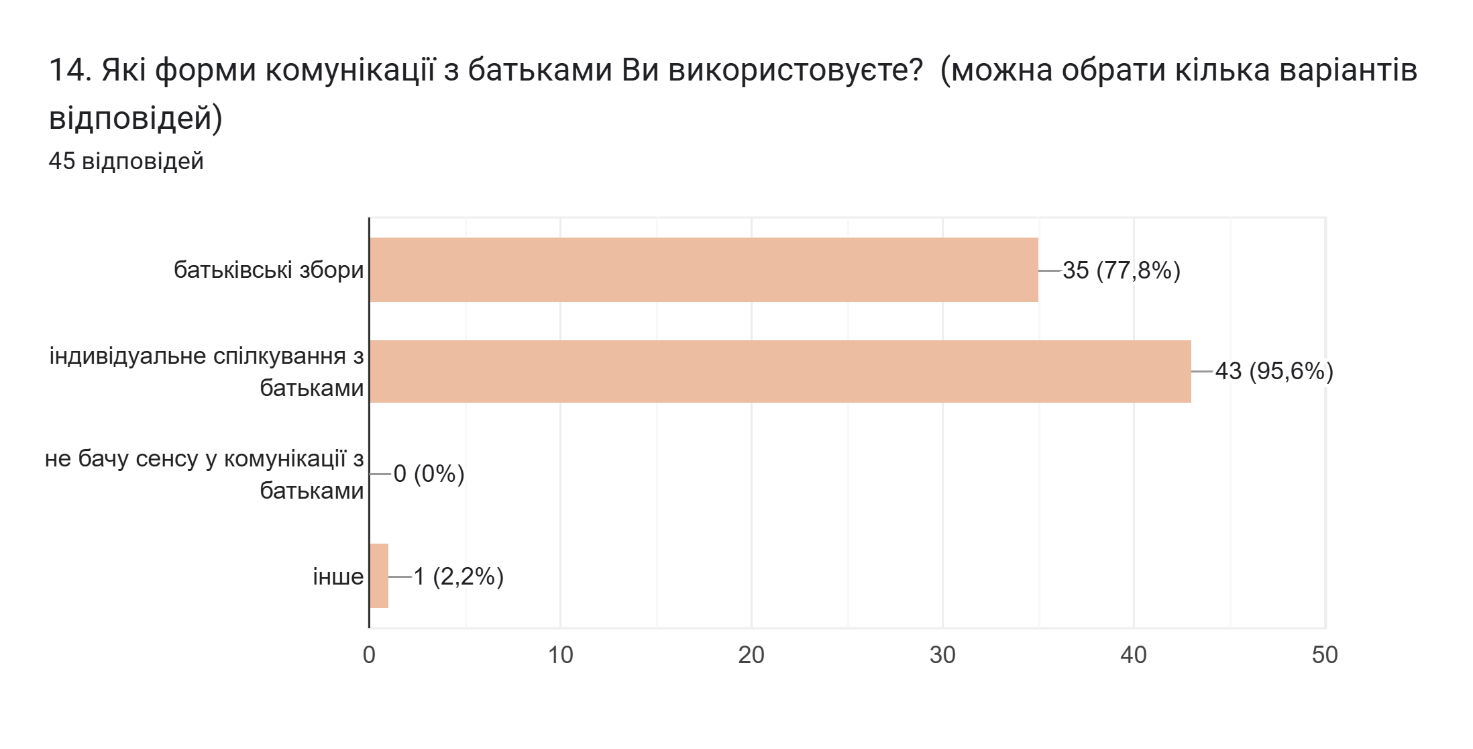 14. Які форми комунікації з батьками Ви використовуєте?  (можна обрати кілька варіантів
відповідей)
45 відповідей
батьківські збори
35 (77,8%)
індивідуальне спілкування з
батьками
43 (95,6%)
не бачу сенсу у комунікації з
батьками
0 (0%)
інше
1 (2,2%)
0 10 20 30 40 50